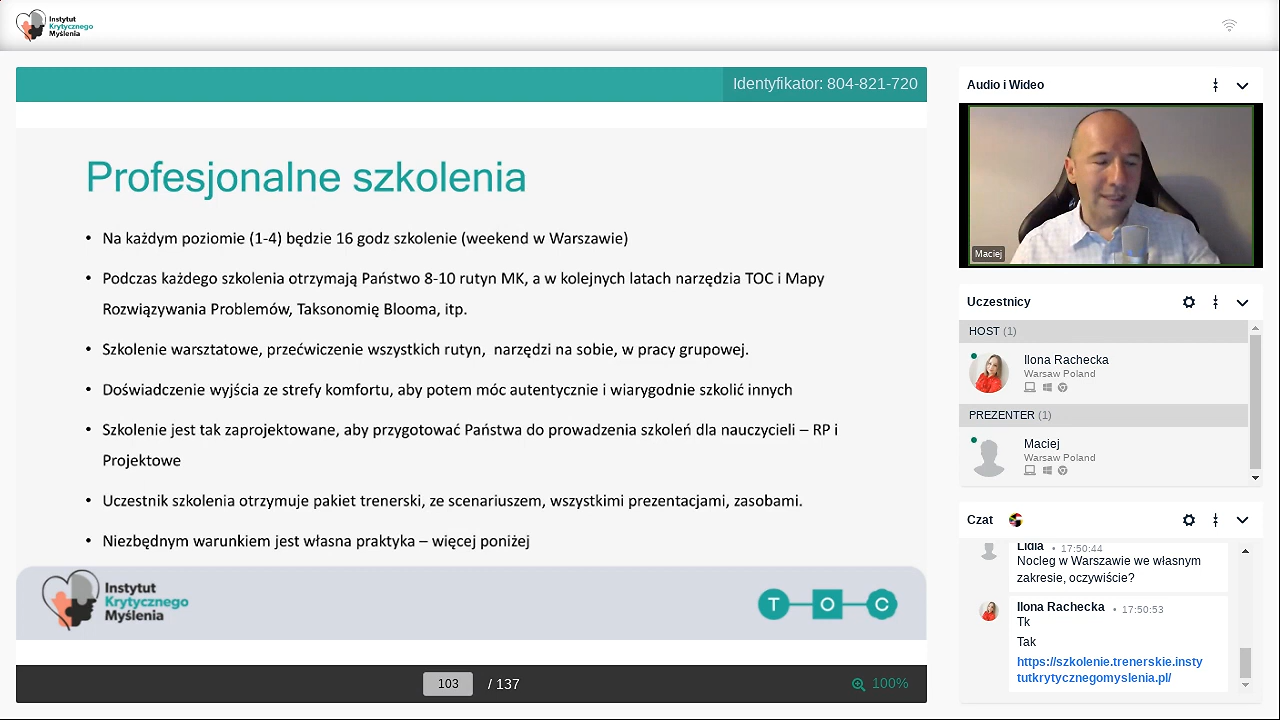 Instytut
Krytycznego
Myślenia
Identyfikator: 804-821-720
Profesjonalne szkolenia
• Na każdym poziomie (1-4) będzie 16 godz szkolenie (weekend w Warszawie)
• Podczas każdego szkolenia otrzymają Państwo 8-10 rutyn MK, a w kolejnych latach narzędzia TOC i Mapy
Rozwiązywania Problemów, Taksonomię Blooma, itp.
• Szkolenie warsztatowe, przećwiczenie wszystkich rutyn, narzędzi na sobie, w pracy grupowej.
• Doświadczenie wyjścia ze strefy komfortu, aby potem móc autentycznie i wiarygodnie szkolić innych
• Szkolenie jest tak zaprojektowane, aby przygotować Państwa do prowadzenia szkoleń dla nauczycieli – RP i
Projektowe
• Uczestnik szkolenia otrzymuje pakiet trenerski, ze scenariuszem, wszystkimi prezentacjami, zasobami.
• Niezbędnym warunkiem jest własna praktyka – więcej poniżej
Instytut
Krytycznego
Myślenia
T O C
103 / 137
100%
Audio i Wideo
Maciej
Uczestnicy
HOST (1)
Ilona Rachecka
Warsaw Poland
PREZENTER (1)
Maciej
Warsaw Poland
Czat
Lidia • 17:50:44
Nocleg w Warszawie we własnym
zakresie, oczywiście?
Ilona Rachecka • 17:50:53
Tk
Tak
https://szkolenie.trenerskie.insty
tutkrytycznegomyslenia.pl/